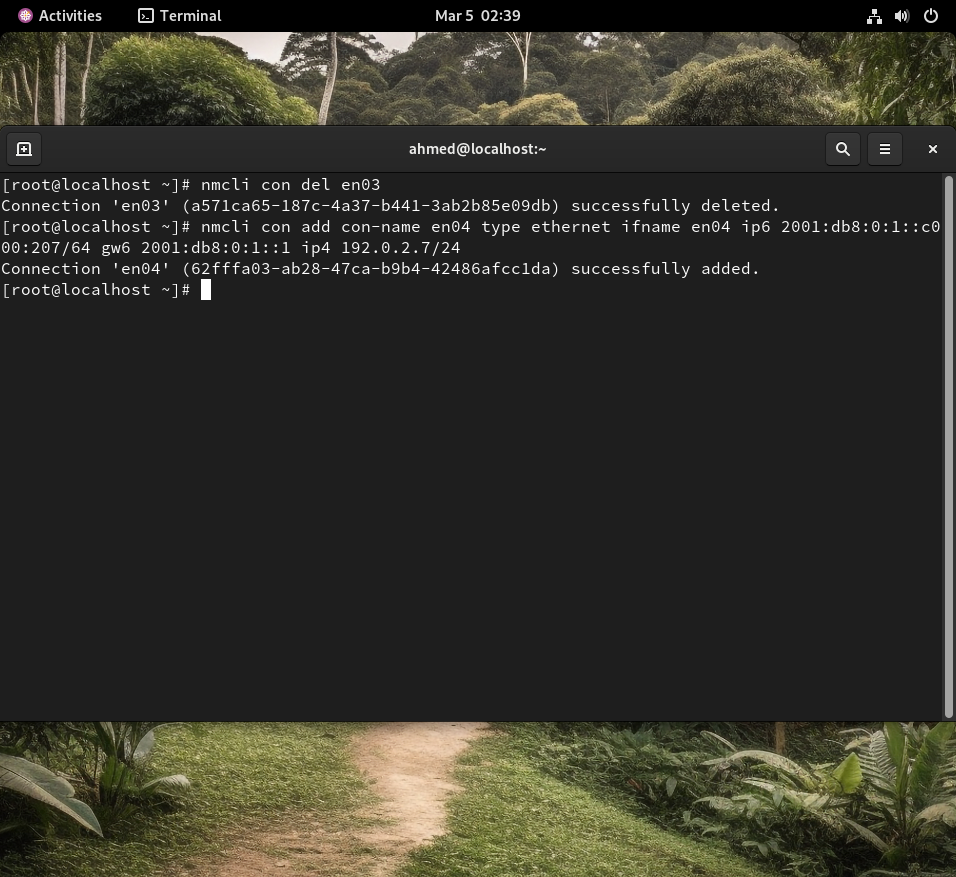 Activities
Terminal
Mar 5 02:39
ahmed@localhost:~
[root@localhost ~]# nmcli con del en03
Connection 'en03' (a571ca65-187c-4a37-b441-3ab2b85e09db) successfully deleted.
[root@localhost ~]# nmcli con add con-name en04 type ethernet ifname en04 ip6 2001:db8:0:1::c0
00:207/64 gw6 2001:db8:0:1::1 ip4 192.0.2.7/24
Connection 'en04' (62fffa03-ab28-47ca-b9b4-42486afcc1da) successfully added.
[root@localhost ~]#